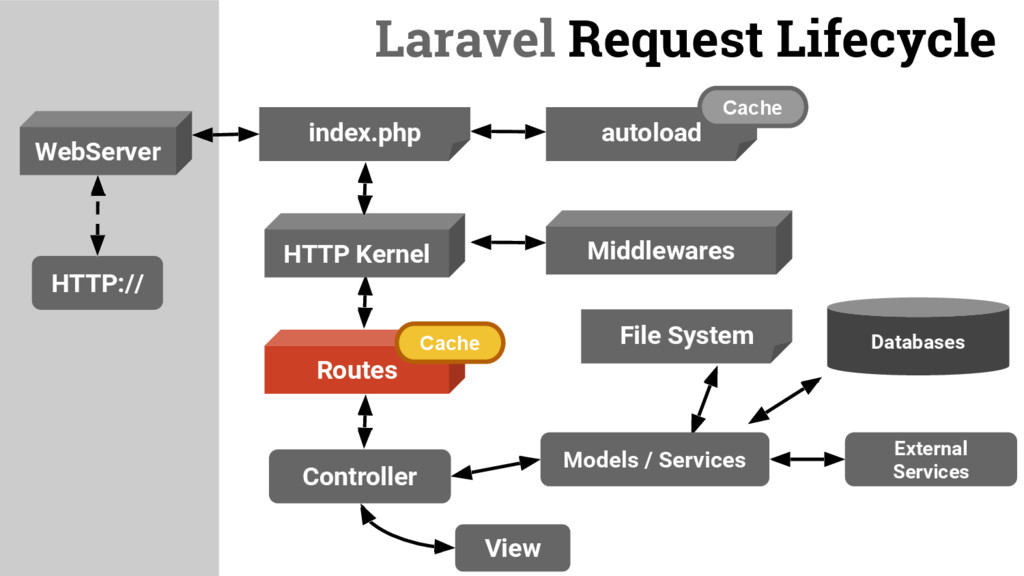 Laravel Request Lifecycle
Cache
WebServer
index.php
autoload
HTTP Kernel
Middlewares
HTTP://
Cache
Routes
File System
Databases
Controller
Models / Services
External
Services
View